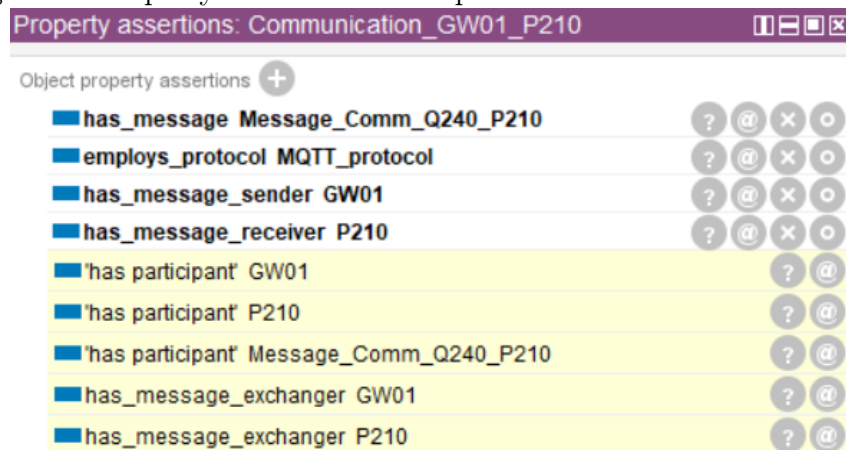 Property assertions: Communication_GW01_P210
Object property assertions
has_message Message_Comm_Q240_P210
employs_protocol MQTT_protocol
has_message_sender GW01
has_message_receiver P210
'has participant' GW01
'has participant' P210
'has participant' Message_Comm_Q240_P210
has_message_exchanger GW01
has_message_exchanger P210